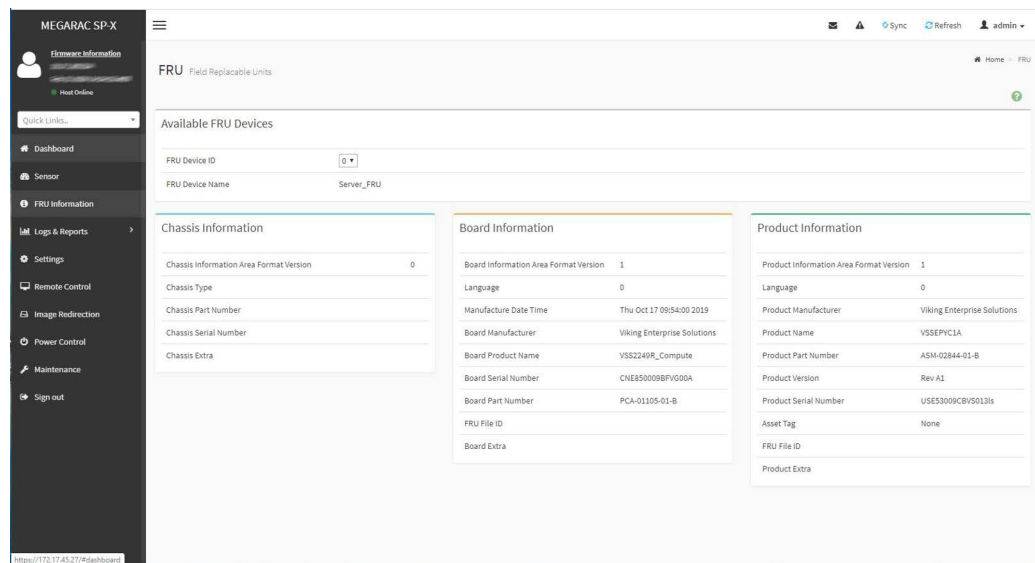 MEGARAC SP-X
Sync Refresh admin
Firmware Information
Host Online
FRU Field Replacable Units
Home > FRU
Quick Links...
Dashboard
Sensor
FRU Information
Logs & Reports >
Settings
Remote Control
Image Redirection
Power Control
Maintenance
Sign out
Available FRU Devices
FRU Device ID 0
FRU Device Name Server_FRU
Chassis Information
Chassis Information Area Format Version 0
Chassis Type
Chassis Part Number
Chassis Serial Number
Chassis Extra
Board Information
Board Information Area Format Version 1
Language 0
Manufacture Date Time Thu Oct 17 09:54:00 2019
Board Manufacturer Viking Enterprise Solutions
Board Product Name VSS2249R_Compute
Board Serial Number CNE850009BFVG00A
Board Part Number PCA-01105-01-B
FRU File ID
Board Extra
Product Information
Product Information Area Format Version 1
Language 0
Product Manufacturer Viking Enterprise Solutions
Product Name VSSEPYC1A
Product Part Number ASM-02844-01-B
Product Version Rev A1
Product Serial Number USE53009CBVS013ls
Asset Tag None
FRU File ID
Product Extra
https://172.17.45.27/#dashboard